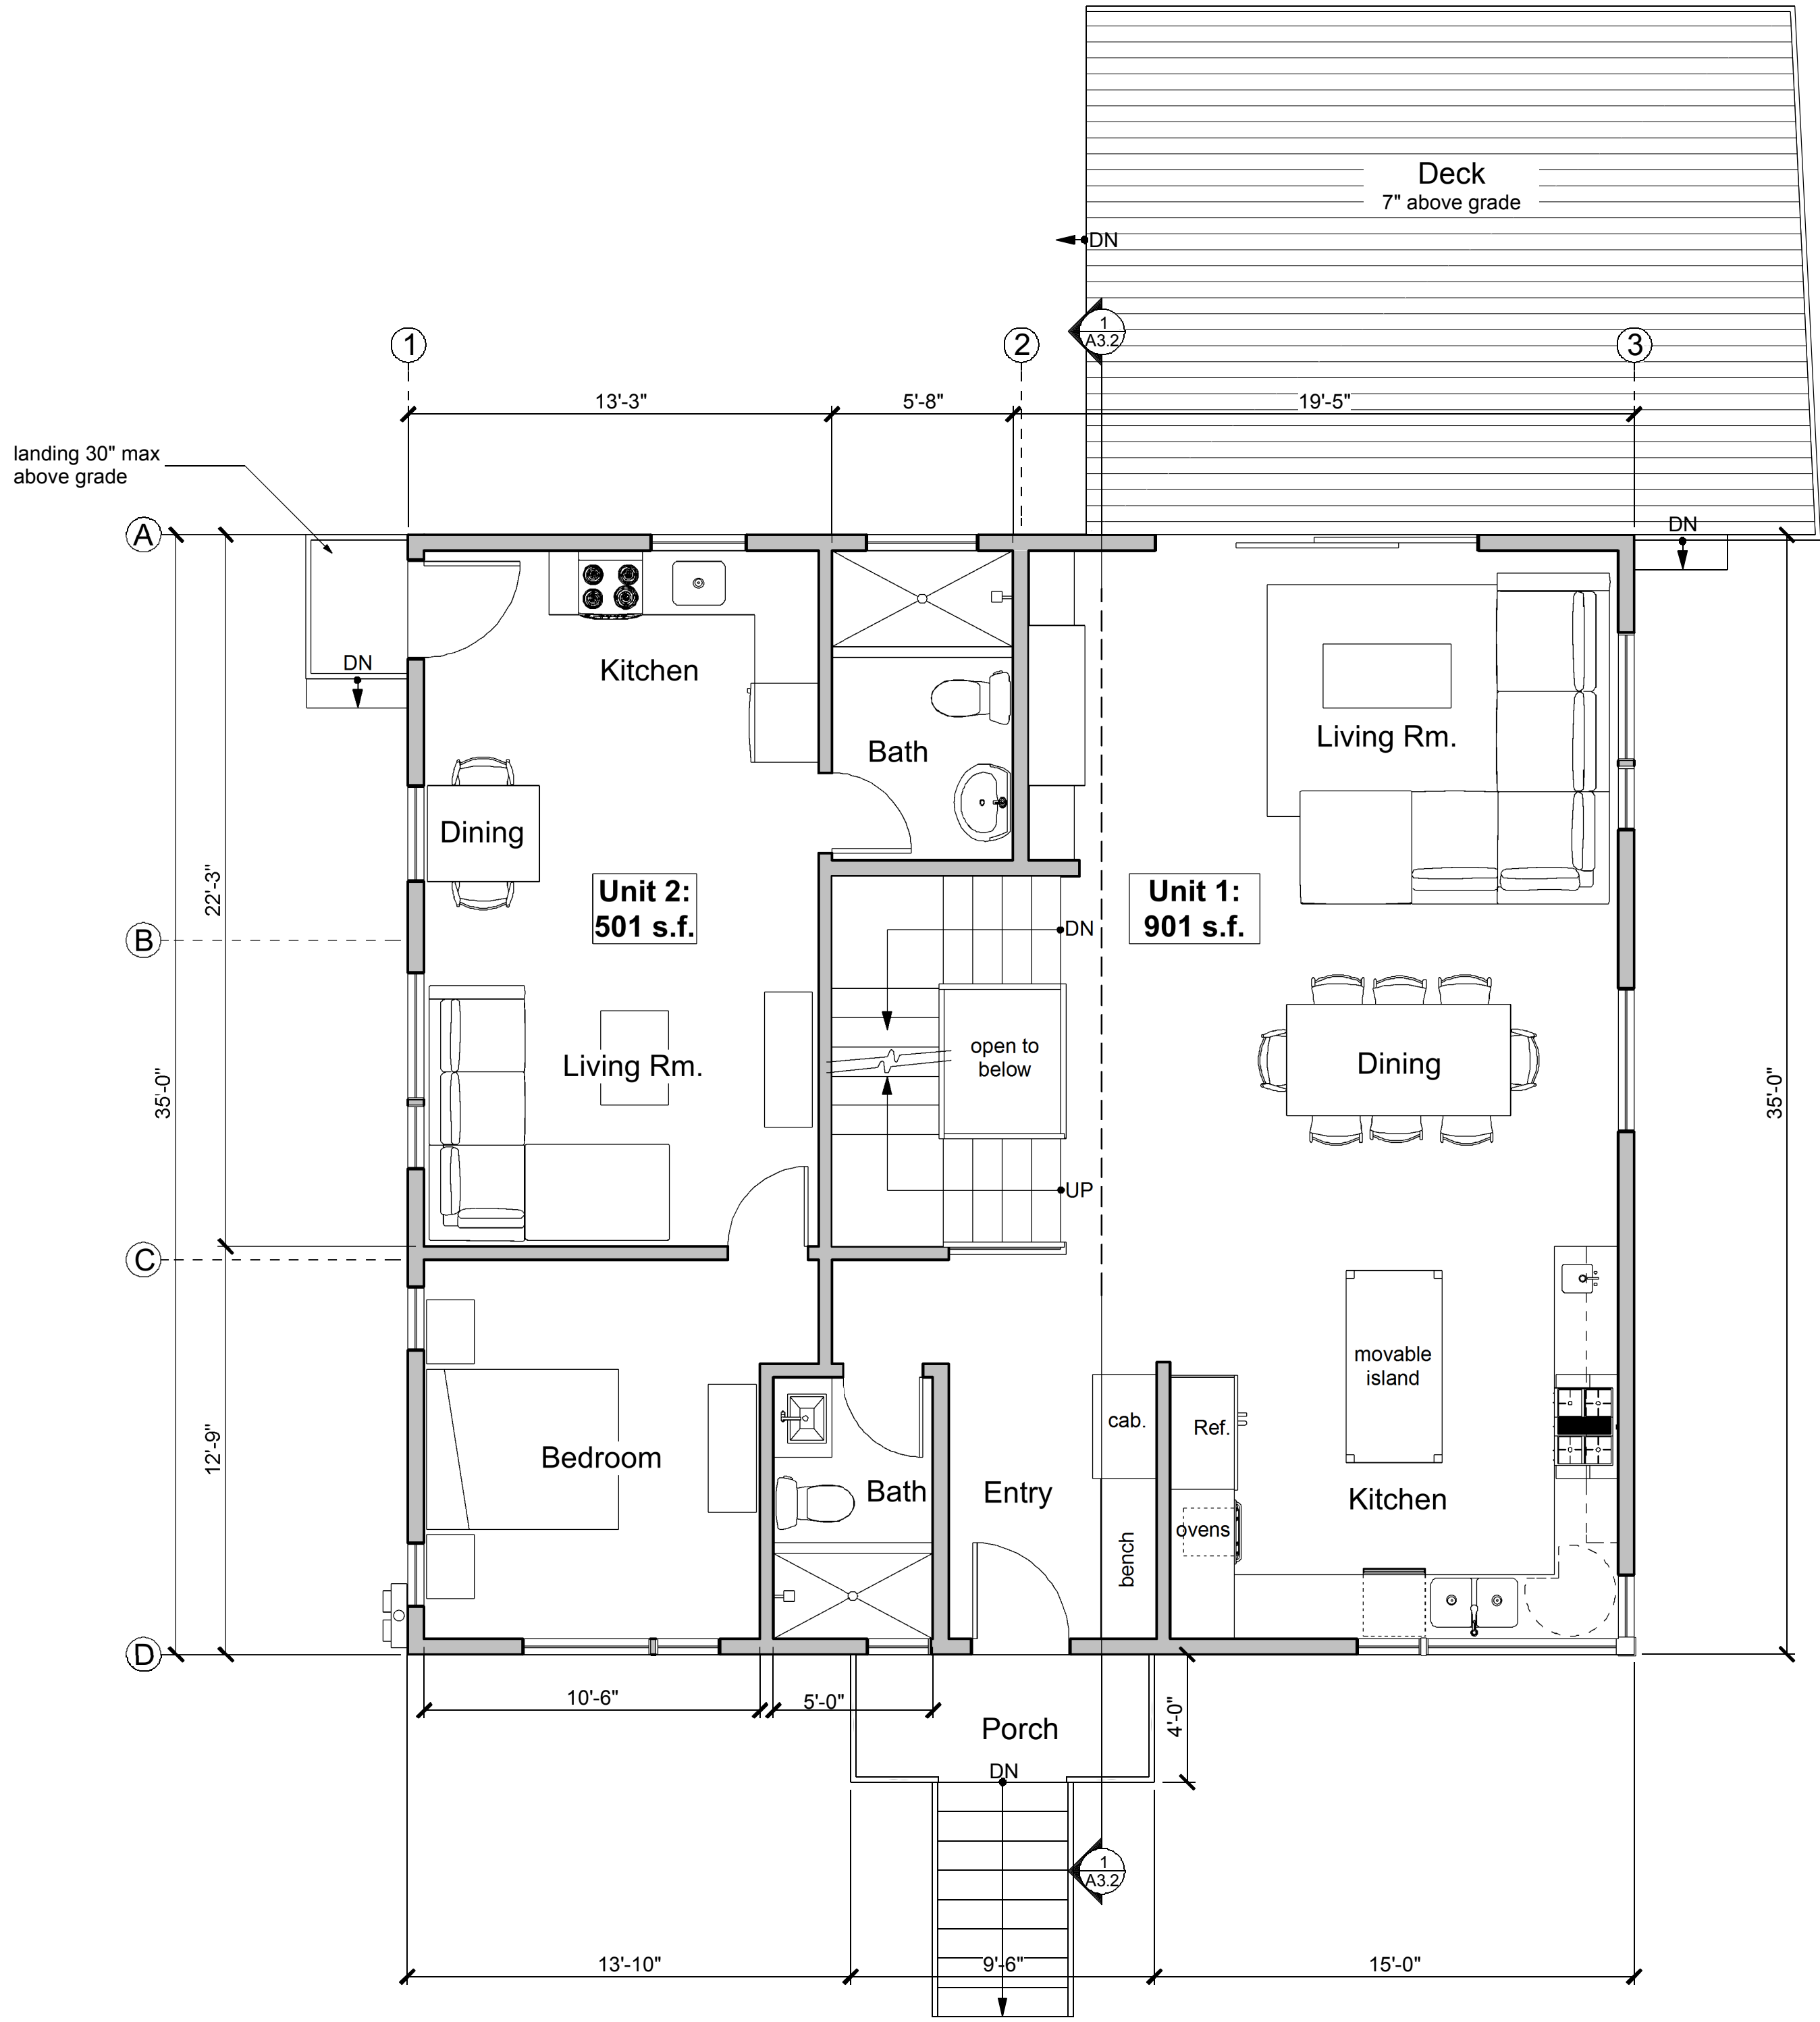 Deck
7" above grade
DN
1
A3.2
1
2
3
13'-3"
5'-8"
19'-5"
landing 30" max
above grade
A
DN
DN
Kitchen
Living Rm.
Bath
Dining
22'-3"
Unit 2:
501 s.f.
Unit 1:
901 s.f.
B
DN
open to
below
Living Rm.
Dining
35'-0"
35'-0"
UP
C
movable
island
cab.
Ref.
12'-9"
Bedroom
Bath
Entry
Kitchen
ovens
bench
D
10'-6"
5'-0"
4'-0"
Porch
DN
1
A3.2
13'-10"
9'-6"
15'-0"